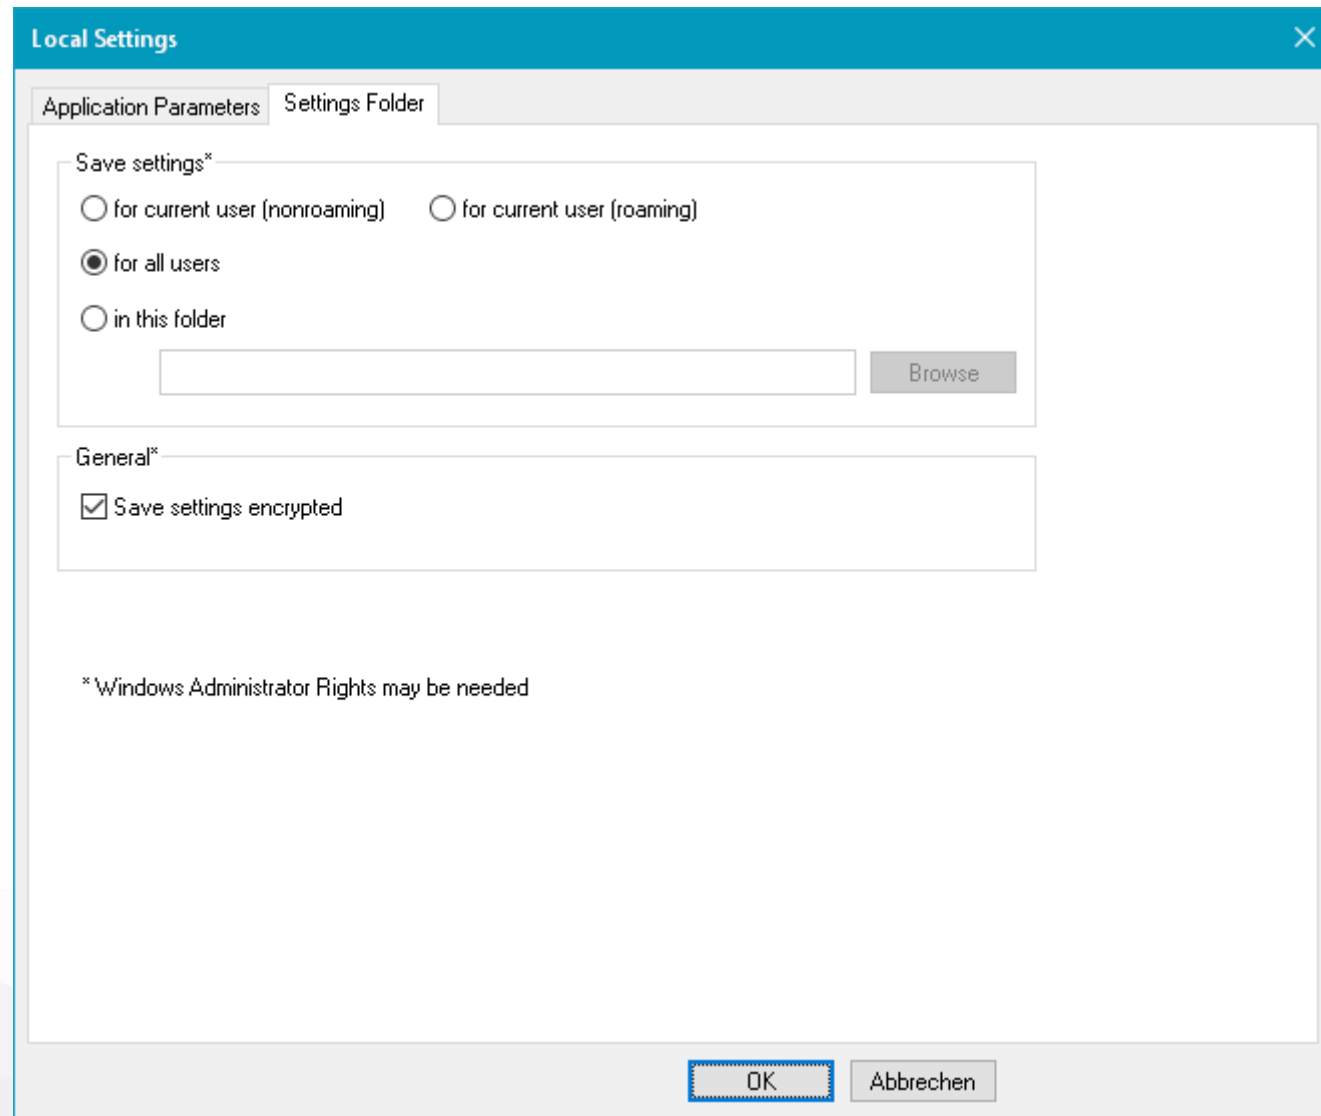 Local Settings
Application Parameters Settings Folder
Save settings*
for current user (nonroaming) for current user (roaming)
for all users
in this folder
Browse
General*
Save settings encrypted
* Windows Administrator Rights may be needed
OK Abbrechen